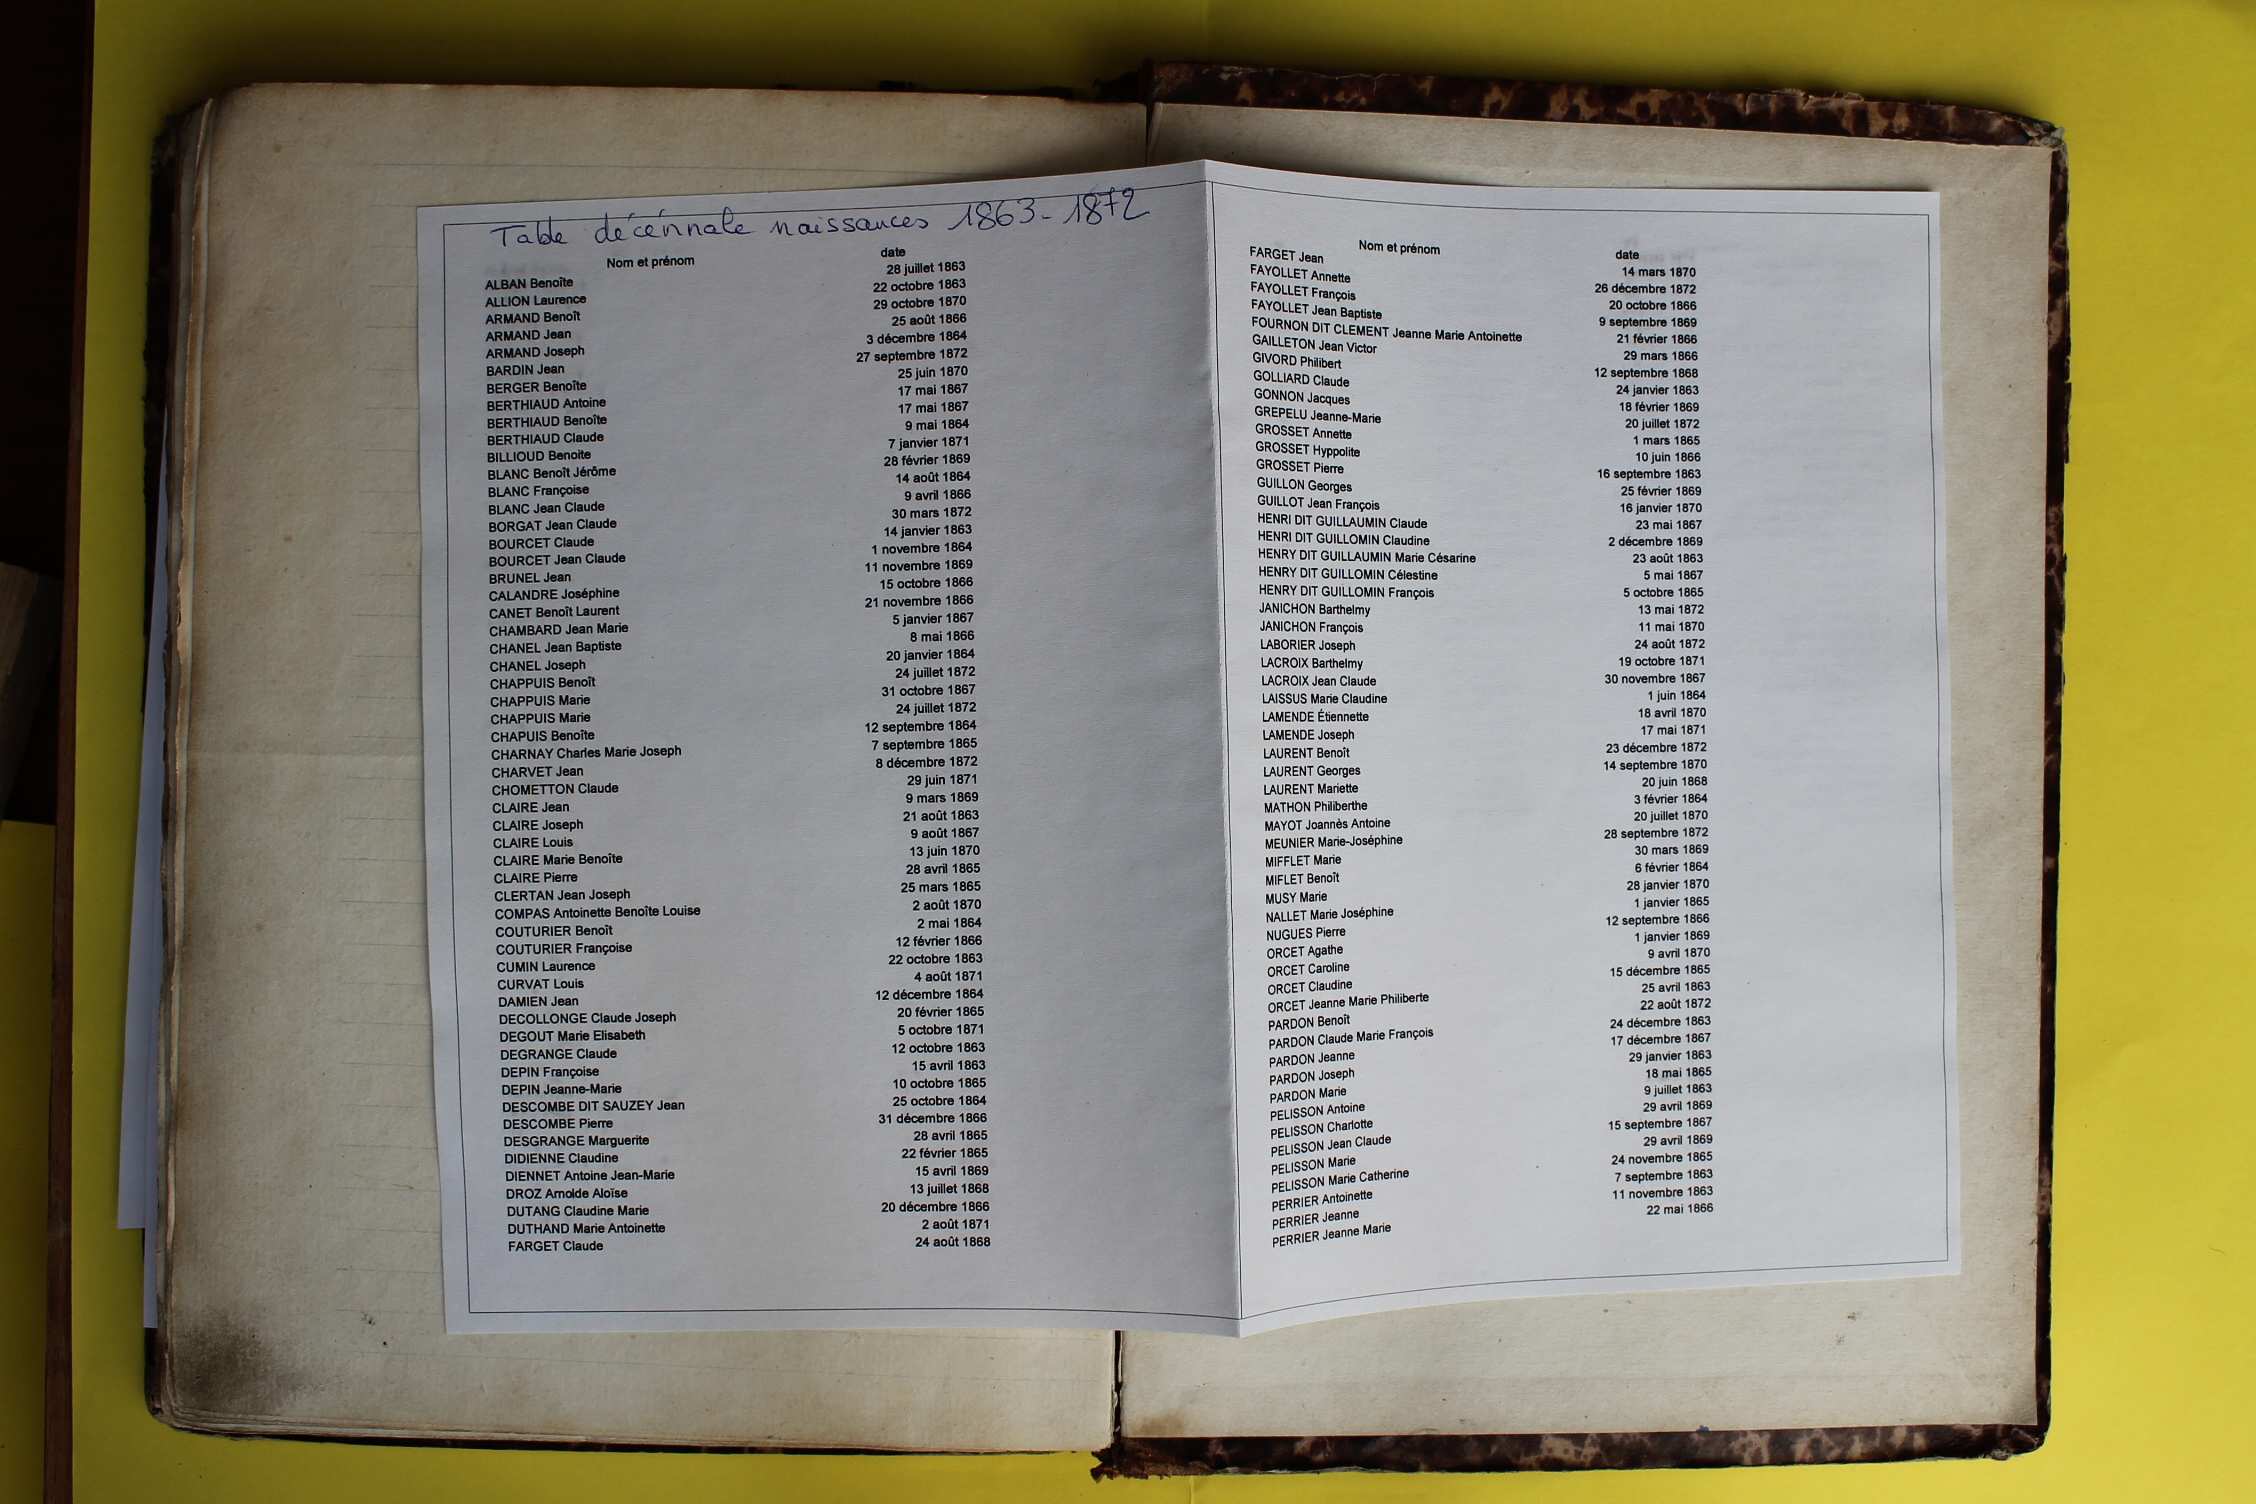 Table décennale naissances 1863-1872
Nom et prénom date
ALBAN Benoîte 28 juillet 1863
ALLION Laurence 22 octobre 1863
ARMAND Benoît 29 octobre 1870
ARMAND Jean 25 août 1866
ARMAND Joseph 3 décembre 1864
BARDIN Jean 27 septembre 1872
BERGER Benoîte 25 juin 1870
BERTHIAUD Antoine 17 mai 1867
BERTHIAUD Benoîte 17 mai 1867
BERTHIAUD Claude 9 mai 1864
BILLIOUD Benoite 7 janvier 1871
BLANC Benoît Jérôme 28 février 1869
BLANC Françoise 14 août 1864
BLANC Jean Claude 9 avril 1866
BORGAT Jean Claude 30 mars 1872
BOURCET Claude 14 janvier 1863
BOURCET Jean Claude 1 novembre 1864
BRUNEL Jean 11 novembre 1869
CALANDRE Joséphine 15 octobre 1866
CANET Benoît Laurent 21 novembre 1866
CHAMBARD Jean Marie 5 janvier 1867
CHANEL Jean Baptiste 8 mai 1866
CHANEL Joseph 20 janvier 1864
CHAPPUIS Benoît 24 juillet 1872
CHAPPUIS Marie 31 octobre 1867
CHAPPUIS Marie 24 juillet 1872
CHAPUIS Benoîte 12 septembre 1864
CHARNAY Charles Marie Joseph 7 septembre 1865
CHARVET Jean 8 décembre 1872
CHOMETTON Claude 29 juin 1871
CLAIRE Jean 9 mars 1869
CLAIRE Joseph 21 août 1863
CLAIRE Louis 9 août 1867
CLAIRE Marie Benoîte 13 juin 1870
CLAIRE Pierre 28 avril 1865
CLERTAN Jean Joseph 25 mars 1865
COMPAS Antoinette Benoîte Louise 2 août 1870
COUTURIER Benoît 2 mai 1864
COUTURIER Françoise 12 février 1866
CUMIN Laurence 22 octobre 1863
CURVAT Louis 4 août 1871
DAMIEN Jean 12 décembre 1864
DECOLLONGE Claude Joseph 20 février 1865
DEGOUT Marie Elisabeth 5 octobre 1871
DEGRANGE Claude 12 octobre 1863
DEPIN Françoise 15 avril 1863
DEPIN Jeanne-Marie 10 octobre 1865
DESCOMBE DIT SAUZEY Jean 25 octobre 1864
DESCOMBE Pierre 31 décembre 1866
DESGRANGE Marguerite 28 avril 1865
DIDIENNE Claudine 22 février 1865
DIENNET Antoine Jean-Marie 15 avril 1869
DROZ Arnolde Aloïse 13 juillet 1868
DUTANG Claudine Marie 20 décembre 1866
DUTHAND Marie Antoinette 2 août 1871
FARGET Claude 24 août 1868
Nom et prénom date
FARGET Jean 14 mars 1870
FAYOLLET Annette 26 décembre 1872
FAYOLLET François 20 octobre 1866
FAYOLLET Jean Baptiste 9 septembre 1869
FOURNON DIT CLEMENT Jeanne Marie Antoinette 21 février 1866
GAILLETON Jean Victor 29 mars 1866
GIVORD Philibert 12 septembre 1868
GOLLIARD Claude 24 janvier 1863
GONNON Jacques 18 février 1869
GREPELU Jeanne-Marie 20 juillet 1872
GROSSET Annette 1 mars 1865
GROSSET Hyppolite 10 juin 1866
GROSSET Pierre 16 septembre 1863
GUILLON Georges 25 février 1869
GUILLOT Jean François 16 janvier 1870
HENRI DIT GUILLAUMIN Claude 23 mai 1867
HENRI DIT GUILLOMIN Claudine 2 décembre 1869
HENRY DIT GUILLAUMIN Marie Césarine 23 août 1863
HENRY DIT GUILLOMIN Célestine 5 mai 1867
HENRY DIT GUILLOMIN François 5 octobre 1865
JANICHON Barthelmy 13 mai 1872
JANICHON François 11 mai 1870
LABORIER Joseph 24 août 1872
LACROIX Barthelmy 19 octobre 1871
LACROIX Jean Claude 30 novembre 1867
LAISSUS Marie Claudine 1 juin 1864
LAMENDE Étiennette 18 avril 1870
LAMENDE Joseph 17 mai 1871
LAURENT Benoît 23 décembre 1872
LAURENT Georges 14 septembre 1870
LAURENT Mariette 20 juin 1868
MATHON Philiberthe 3 février 1864
MAYOT Joannès Antoine 20 juillet 1870
MEUNIER Marie-Joséphine 28 septembre 1872
MIFFLET Marie 30 mars 1869
MIFLET Benoît 6 février 1864
MUSY Marie 28 janvier 1870
NALLET Marie Joséphine 1 janvier 1865
NUGUES Pierre 12 septembre 1866
ORCET Agathe 1 janvier 1869
ORCET Caroline 9 avril 1870
ORCET Claudine 15 décembre 1865
ORCET Jeanne Marie Philiberte 25 avril 1863
PARDON Benoît 22 août 1872
PARDON Claude Marie François 24 décembre 1863
PARDON Jeanne 17 décembre 1867
PARDON Joseph 29 janvier 1863
PARDON Marie 18 mai 1865
PELISSON Antoine 9 juillet 1863
PELISSON Charlotte 29 avril 1869
PELISSON Jean Claude 15 septembre 1867
PELISSON Marie 29 avril 1869
PELISSON Marie Catherine 24 novembre 1865
PERRIER Antoinette 7 septembre 1863
PERRIER Jeanne 11 novembre 1863
PERRIER Jeanne Marie 22 mai 1866